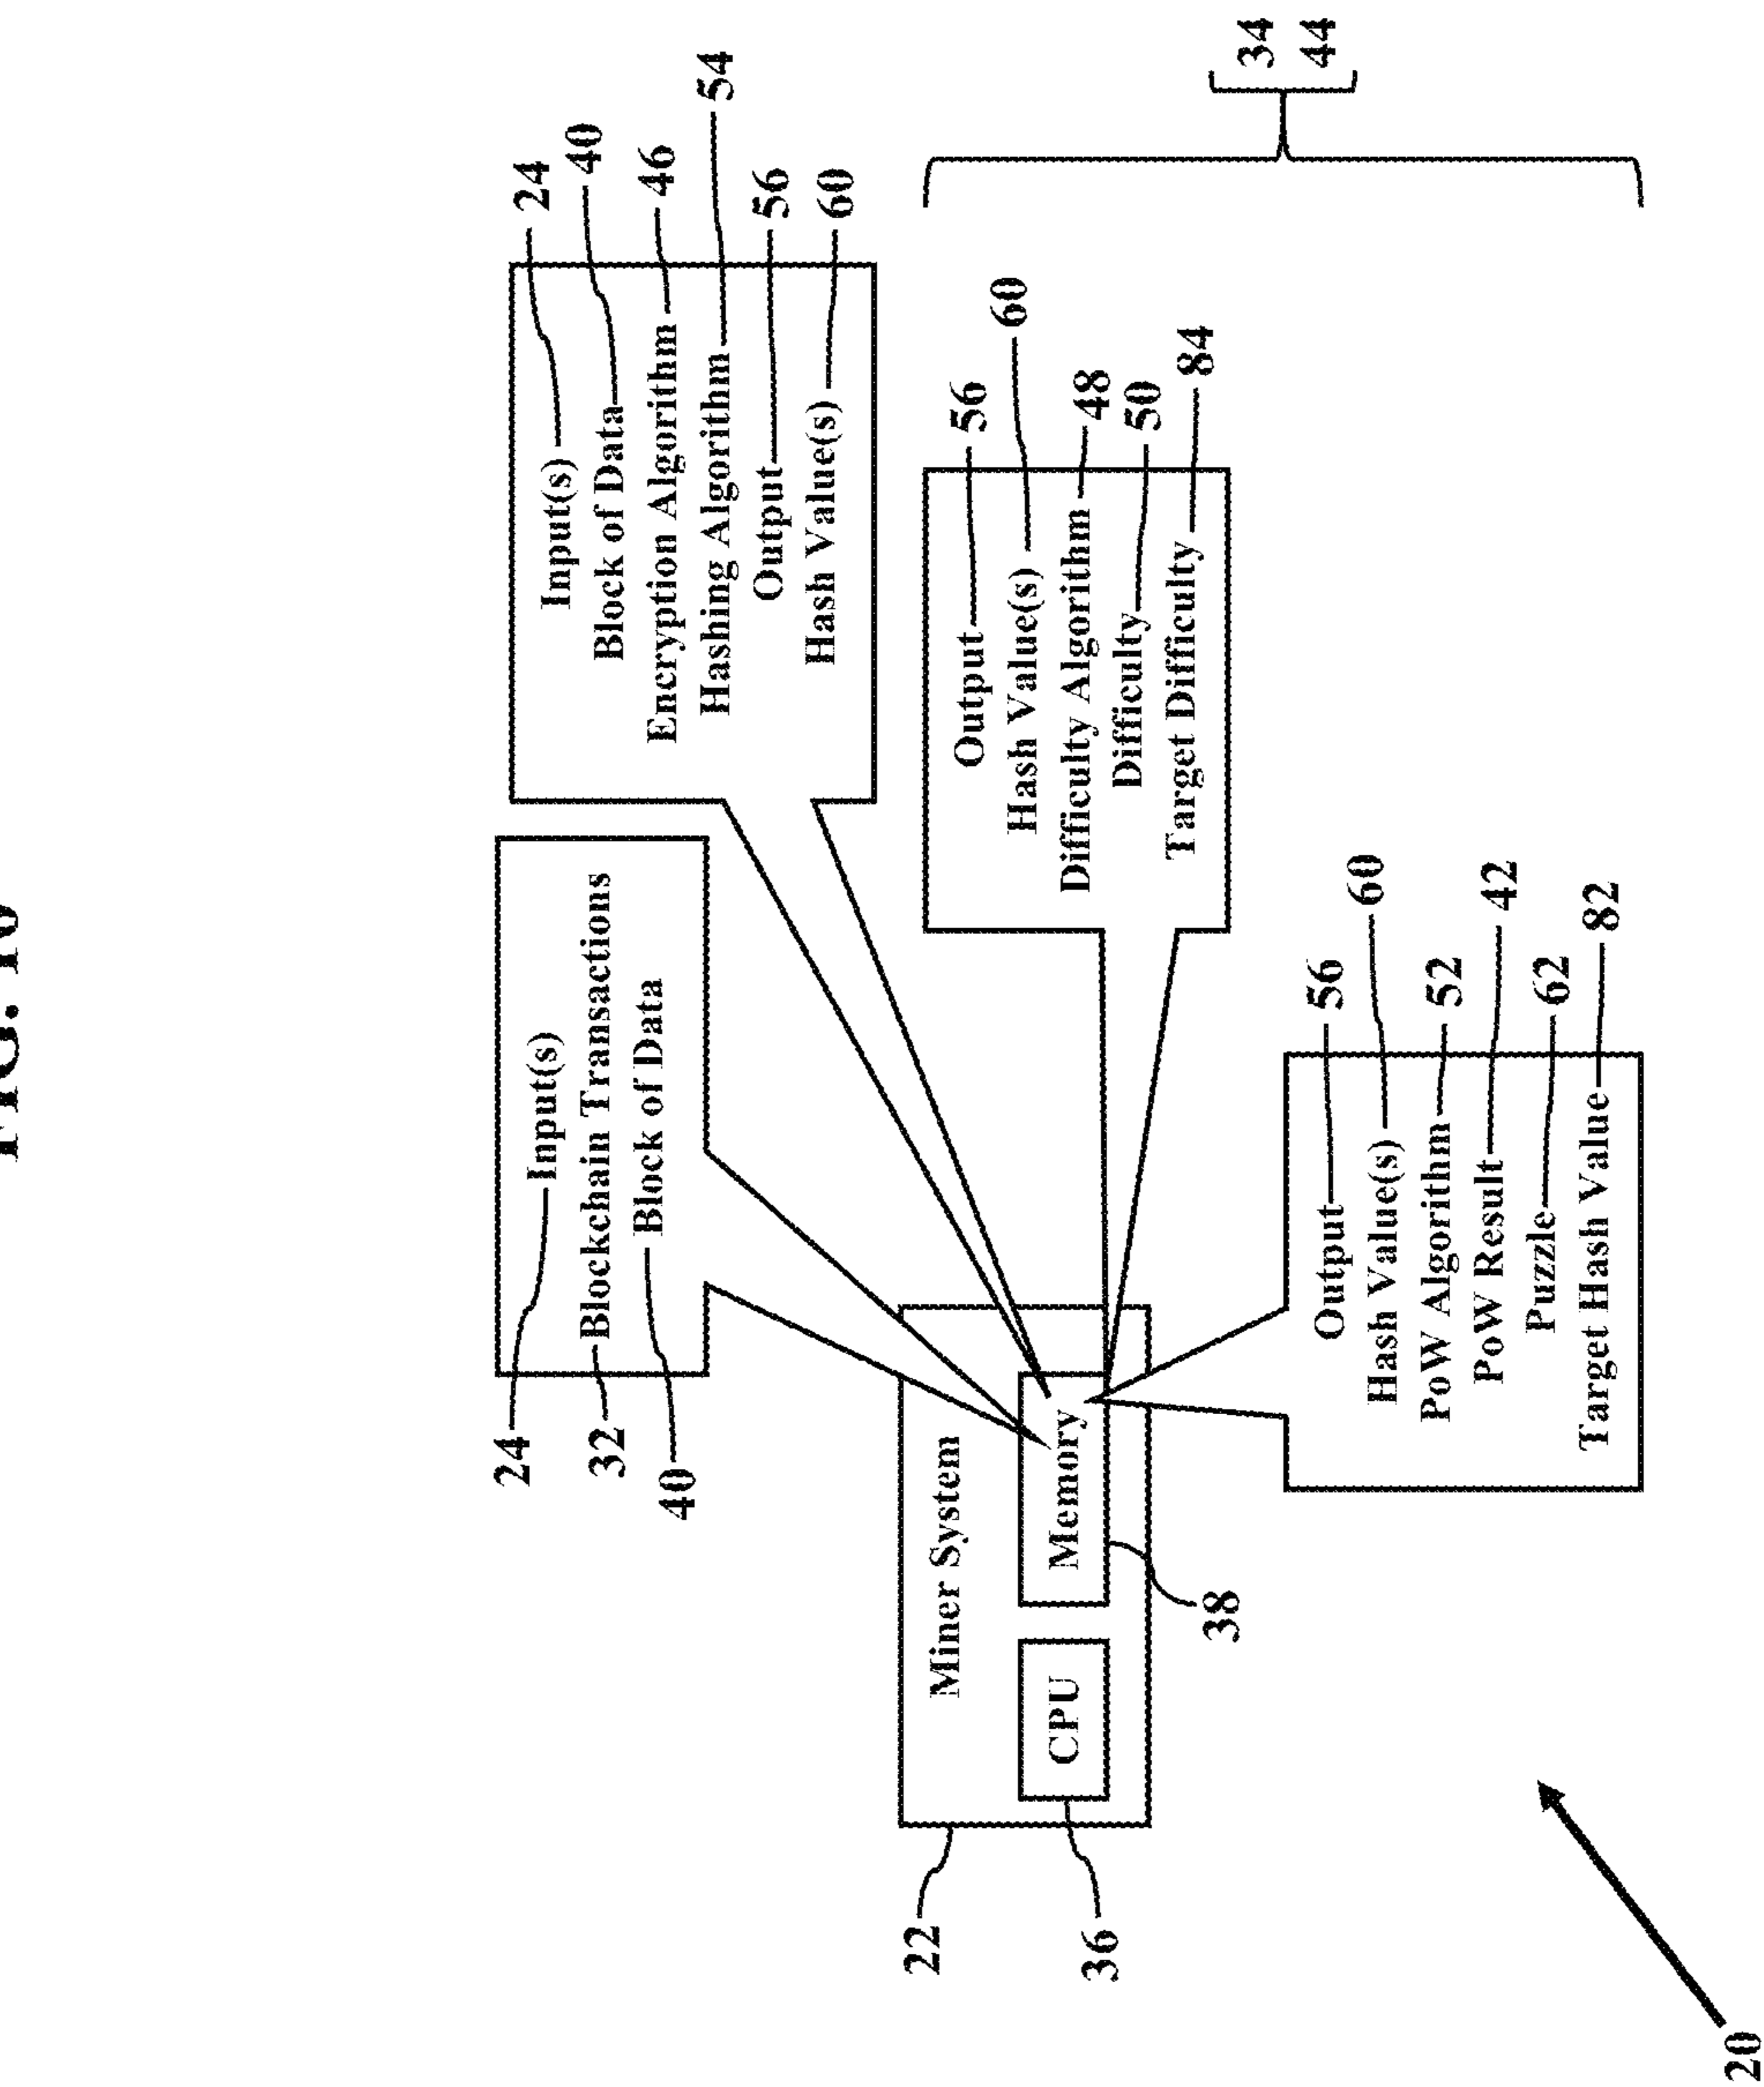 FIG.
24 Input(s)
32 Blockchain Transactions
40 Block of Data
Input(s) 24
Block of Data 40
Encryption Algorithm 46
Hashing Algorithm 54
Output 56
Hash Value(s) 60
22
Miner System
36
CPU
Memory
38
Output 56
Hash Value(s) 60
Difficulty Algorithm 48
Difficulty 50
Target Difficulty 84
34
44
Output 56
Hash Value(s) 60
PoW Algorithm 52
PoW Result 42
Puzzle 62
Target Hash Value 82
20